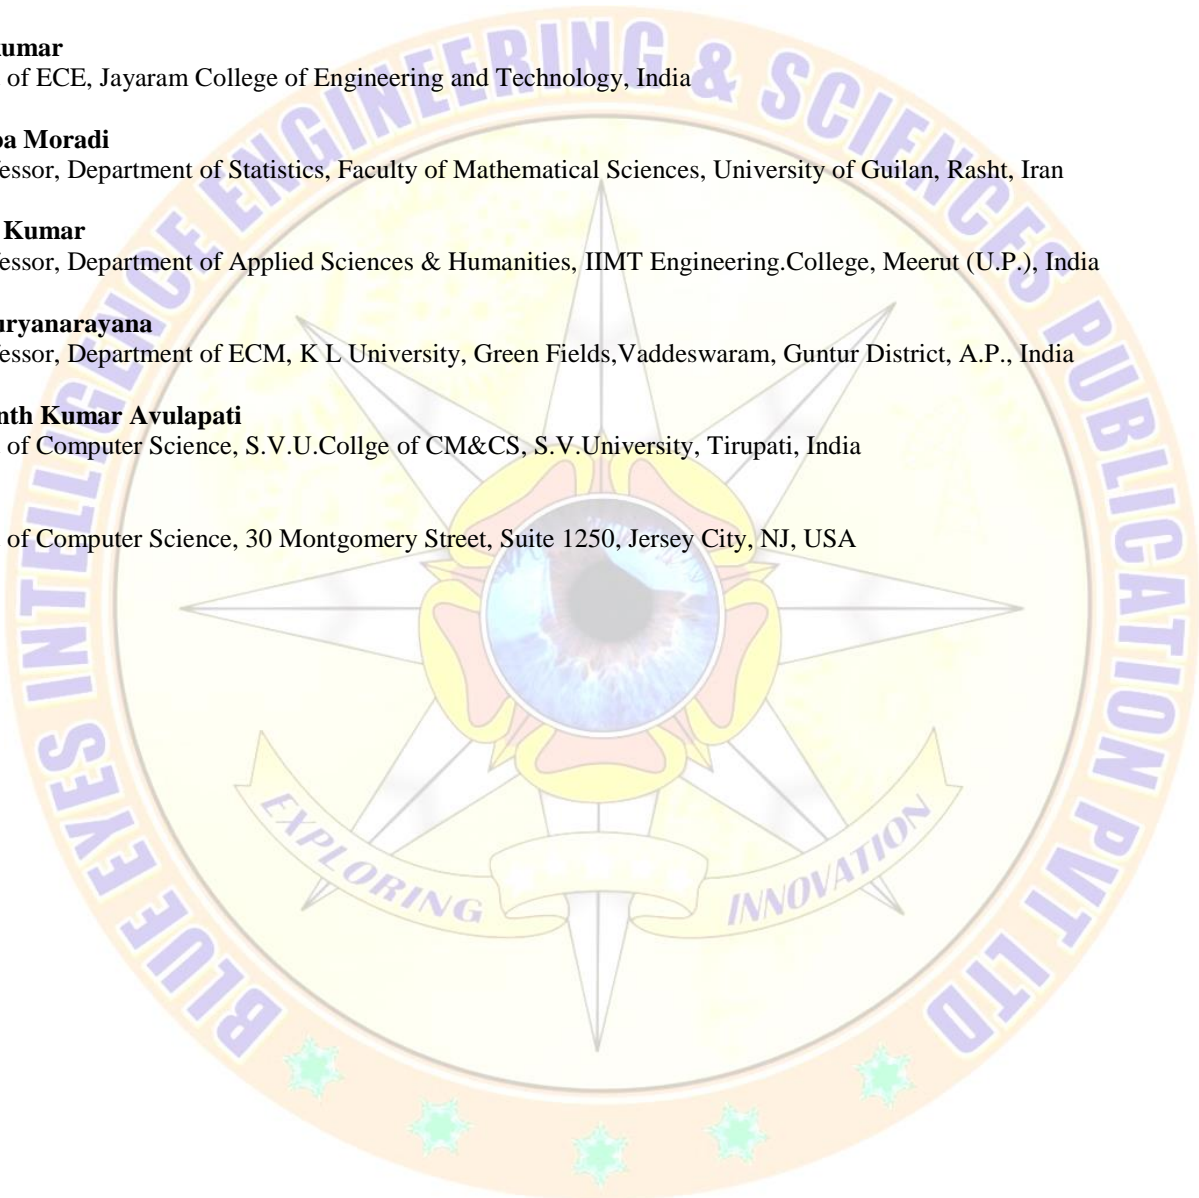 umar
of ECE, Jayaram College of Engineering and Technology, India
Moradi
essor, Department of Statistics, Faculty of Mathematical Sciences, University of Guilan, Rasht, Iran
Kumar
essor, Department of Applied Sciences & Humanities, IIMT Engineering.College, Meerut (U.P.), India
uryanarayana
essor, Department of ECM, K L University, Green Fields,Vaddeswaram, Guntur District, A.P., India
nth Kumar Avulapati
of Computer Science, S.V.U.Collge of CM&CS, S.V.University, Tirupati, India
of Computer Science, 30 Montgomery Street, Suite 1250, Jersey City, NJ, USA
BLUE EYES INTELLIGENCE ENGINEERING & SCIENCES PUBLICATION PVT LTD
EXPLORING INNOVATION